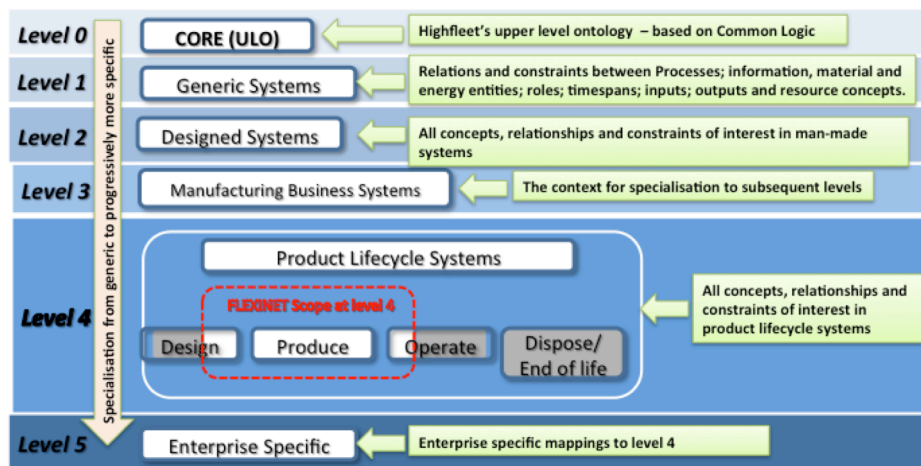 Level 0
CORE (ULO)
Highfleet's upper level ontology – based on Common Logic
Level 1
Generic Systems
Relations and constraints between Processes; information, material and
energy entities; roles; timespans; inputs; outputs and resource concepts.
Level 2
Designed Systems
All concepts, relationships and constraints of interest in man-made
systems
Level 3
Manufacturing Business Systems
The context for specialisation to subsequent levels
Specialisation from generic to progressively more specific
Level 4
Product Lifecycle Systems
FLEXINET Scope at level 4
Design
Produce
Operate
Dispose/
End of life
All concepts, relationships and
constraints of interest in
product lifecycle systems
Level 5
Enterprise Specific
Enterprise specific mappings to level 4